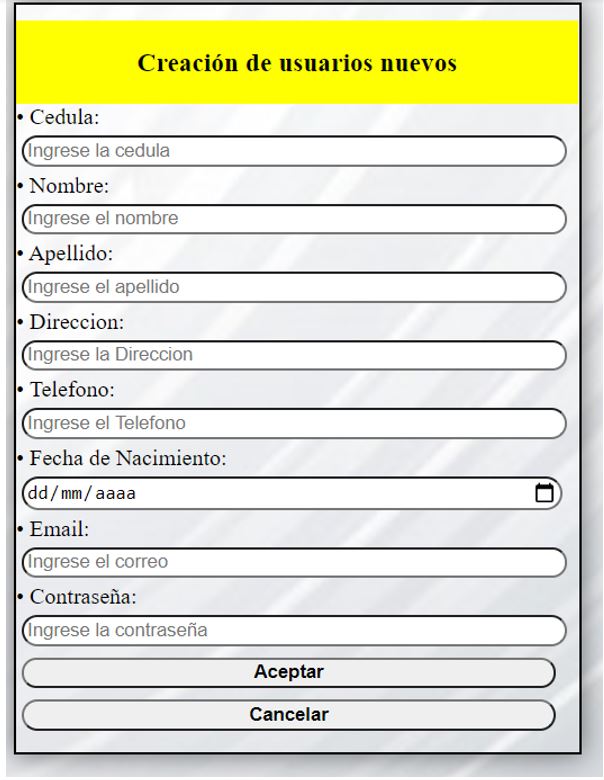 Creación de usuarios nuevos
• Cedula:
Ingrese la cedula
• Nombre:
Ingrese el nombre
• Apellido:
Ingrese el apellido
• Direccion:
Ingrese la Direccion
• Telefono:
Ingrese el Telefono
• Fecha de Nacimiento:
dd/mm/aaaa
• Email:
Ingrese el correo
• Contraseña:
Ingrese la contraseña
Aceptar
Cancelar